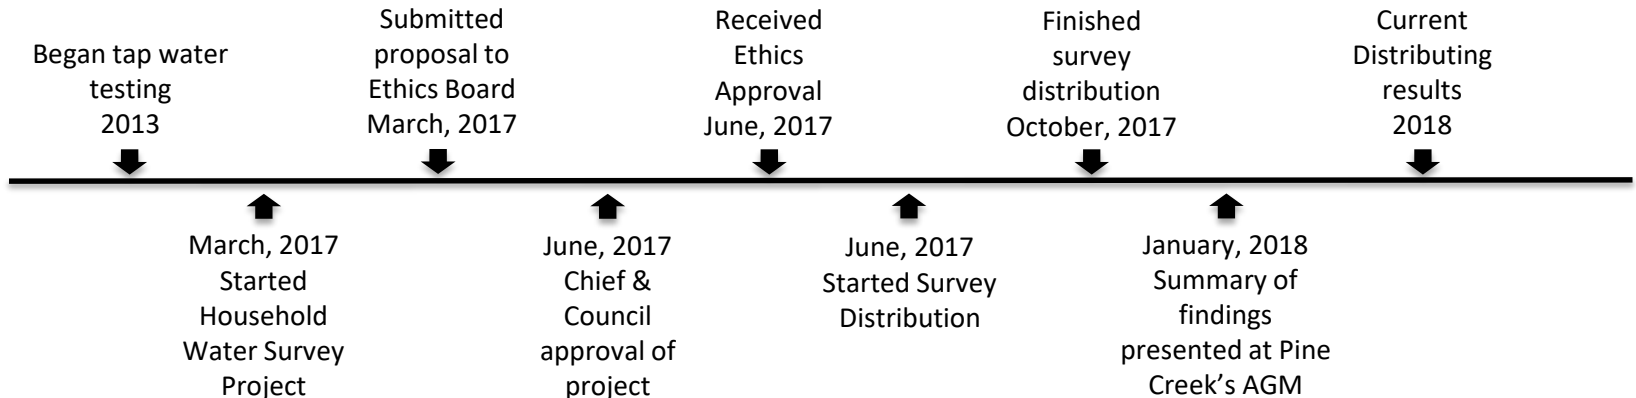 Began tap water
testing
2013
Submitted
proposal to
Ethics Board
March, 2017
Received
Ethics
Approval
June, 2017
Finished
survey
distribution
October, 2017
Current
Distributing
results
2018
March, 2017
Started
Household
Water Survey
Project
June, 2017
Chief &
Council
approval of
project
June, 2017
Started Survey
Distribution
January, 2018
Summary of
findings
presented at Pine
Creek's AGM